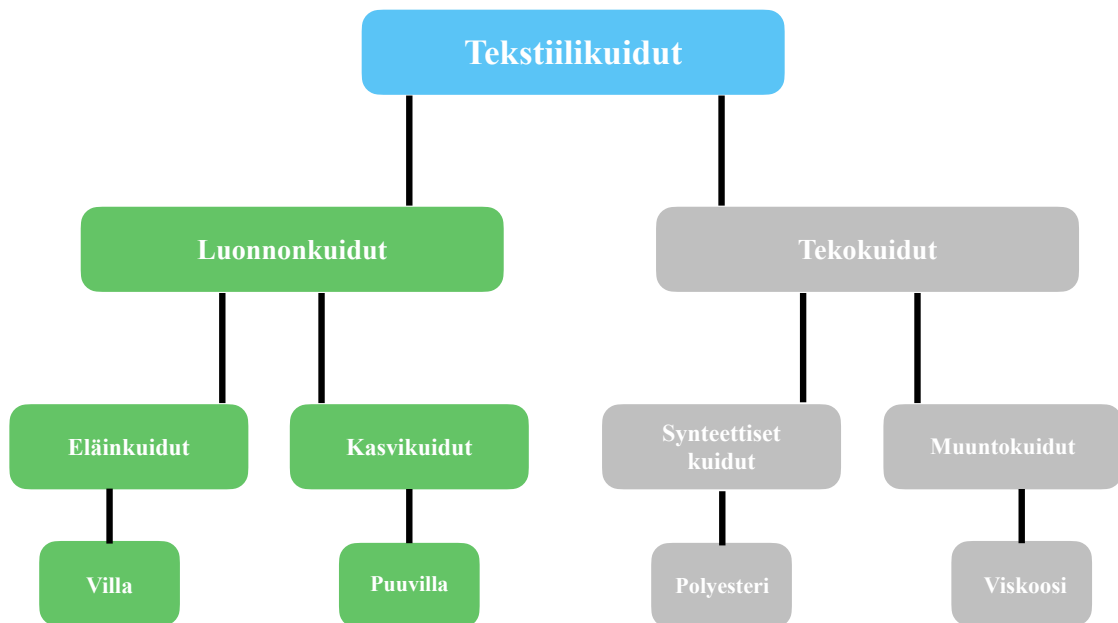 Tekstiilikuidut
Luonnonkuidut
Tekokuidut
Eläinkuidut
Kasvikuidut
Synteettiset
kuidut
Muuntokuidut
Villa
Puuvilla
Polyesteri
Viskoosi